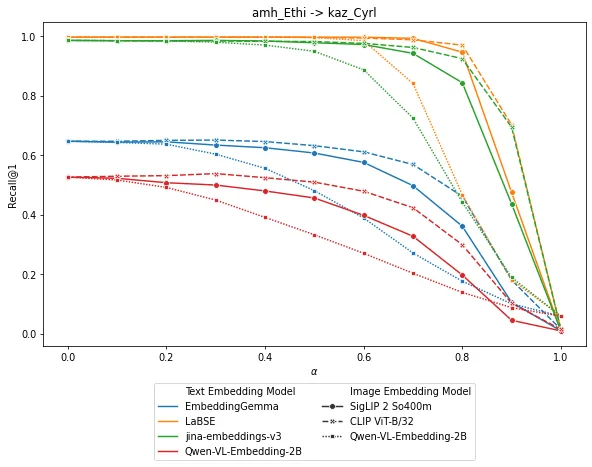 amh_Ethi -> kaz_Cyrl
1.0
0.8
0.6
0.4
0.2
0.0
Recall@1
0.0 0.2 0.4 0.6 0.8 1.0
α
Text Embedding Model
EmbeddingGemma
LaBSE
jina-embeddings-v3
Qwen-VL-Embedding-2B
Image Embedding Model
SigLIP 2 So400m
CLIP ViT-B/32
Qwen-VL-Embedding-2B